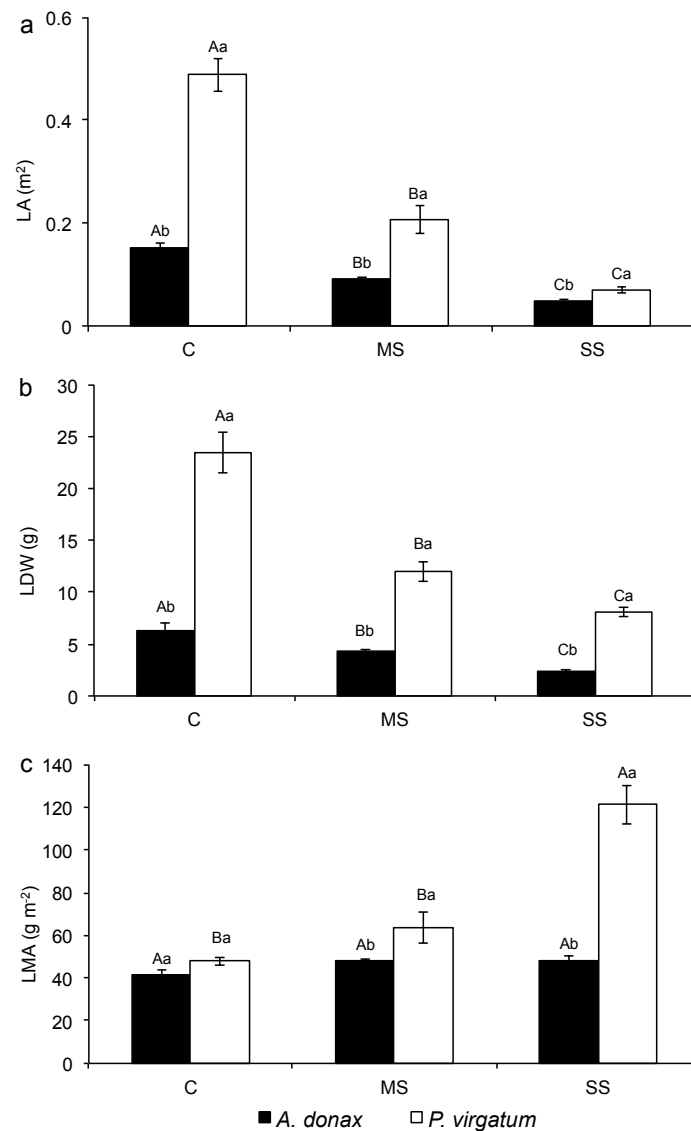 a
0.6
0.4
0.2
0
LA (m²)
Aa
Ab
Ba
Bb
Cb
Ca
C MS SS
b
30
25
20
15
10
5
0
LDW (g)
Aa
Ab
Ba
Bb
Ca
Cb
C MS SS
c
140
120
100
80
60
40
20
0
LMA (g m⁻²)
Aa
Ba
Ab
Ba
Ab
Aa
C MS SS
A. donax P. virgatum